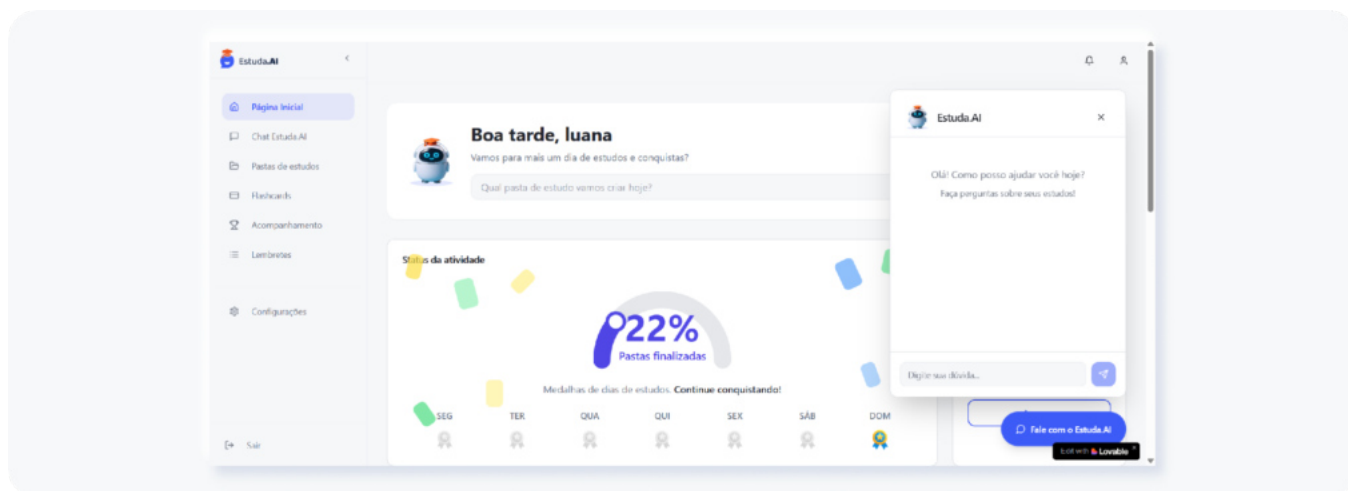 Estuda.AI
Página Inicial
Chat Estuda.AI
Pastas de estudos
Flashcards
Acompanhamento
Lembretes
Configurações
Sair
Boa tarde, luana
Vamos para mais um dia de estudos e conquistas?
Qual pasta de estudo vamos criar hoje?
Status da atividade
22%
Pastas finalizadas
Medalhas de dias de estudos. Continue conquistando!
SEG TER QUA QUI SEX SÁB DOM
Estuda.AI
Olá! Como posso ajudar você hoje?
Faça perguntas sobre seus estudos!
Digite sua dúvida...
Fale com o Estuda.AI
Edit with Lovable